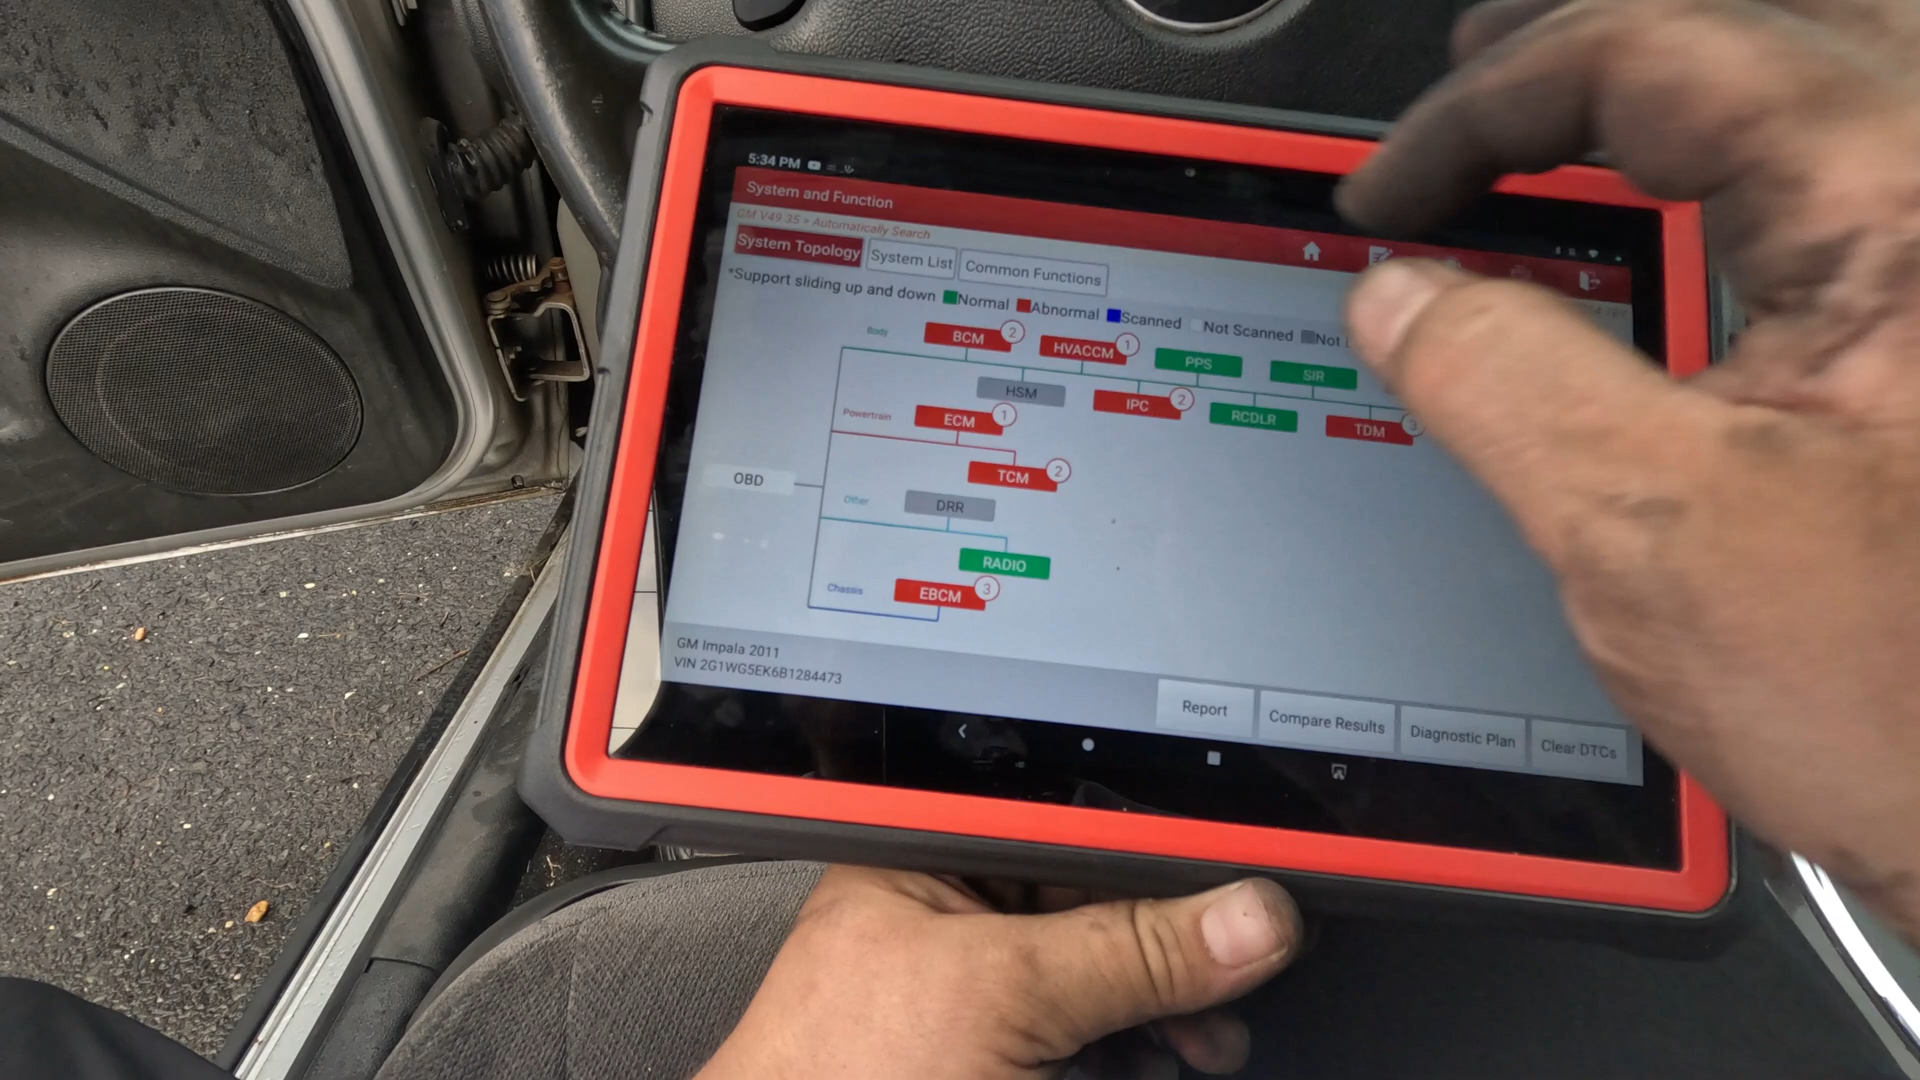 5:34 PM
System and Function
GM V49.35 > Automatically Search
System Topology System List Common Functions
*Support sliding up and down Normal Abnormal Scanned Not Scanned Not
Body
BCM 2 HVACCM 1 PPS SIR
HSM IPC 2 RCDLR TDM 3
Powertrain
ECM 1
TCM 2
OBD
Other
DRR
RADIO
Chassis
EBCM 3
GM Impala 2011
VIN 2G1WG5EK6B1284473
Report Compare Results Diagnostic Plan Clear DTCs